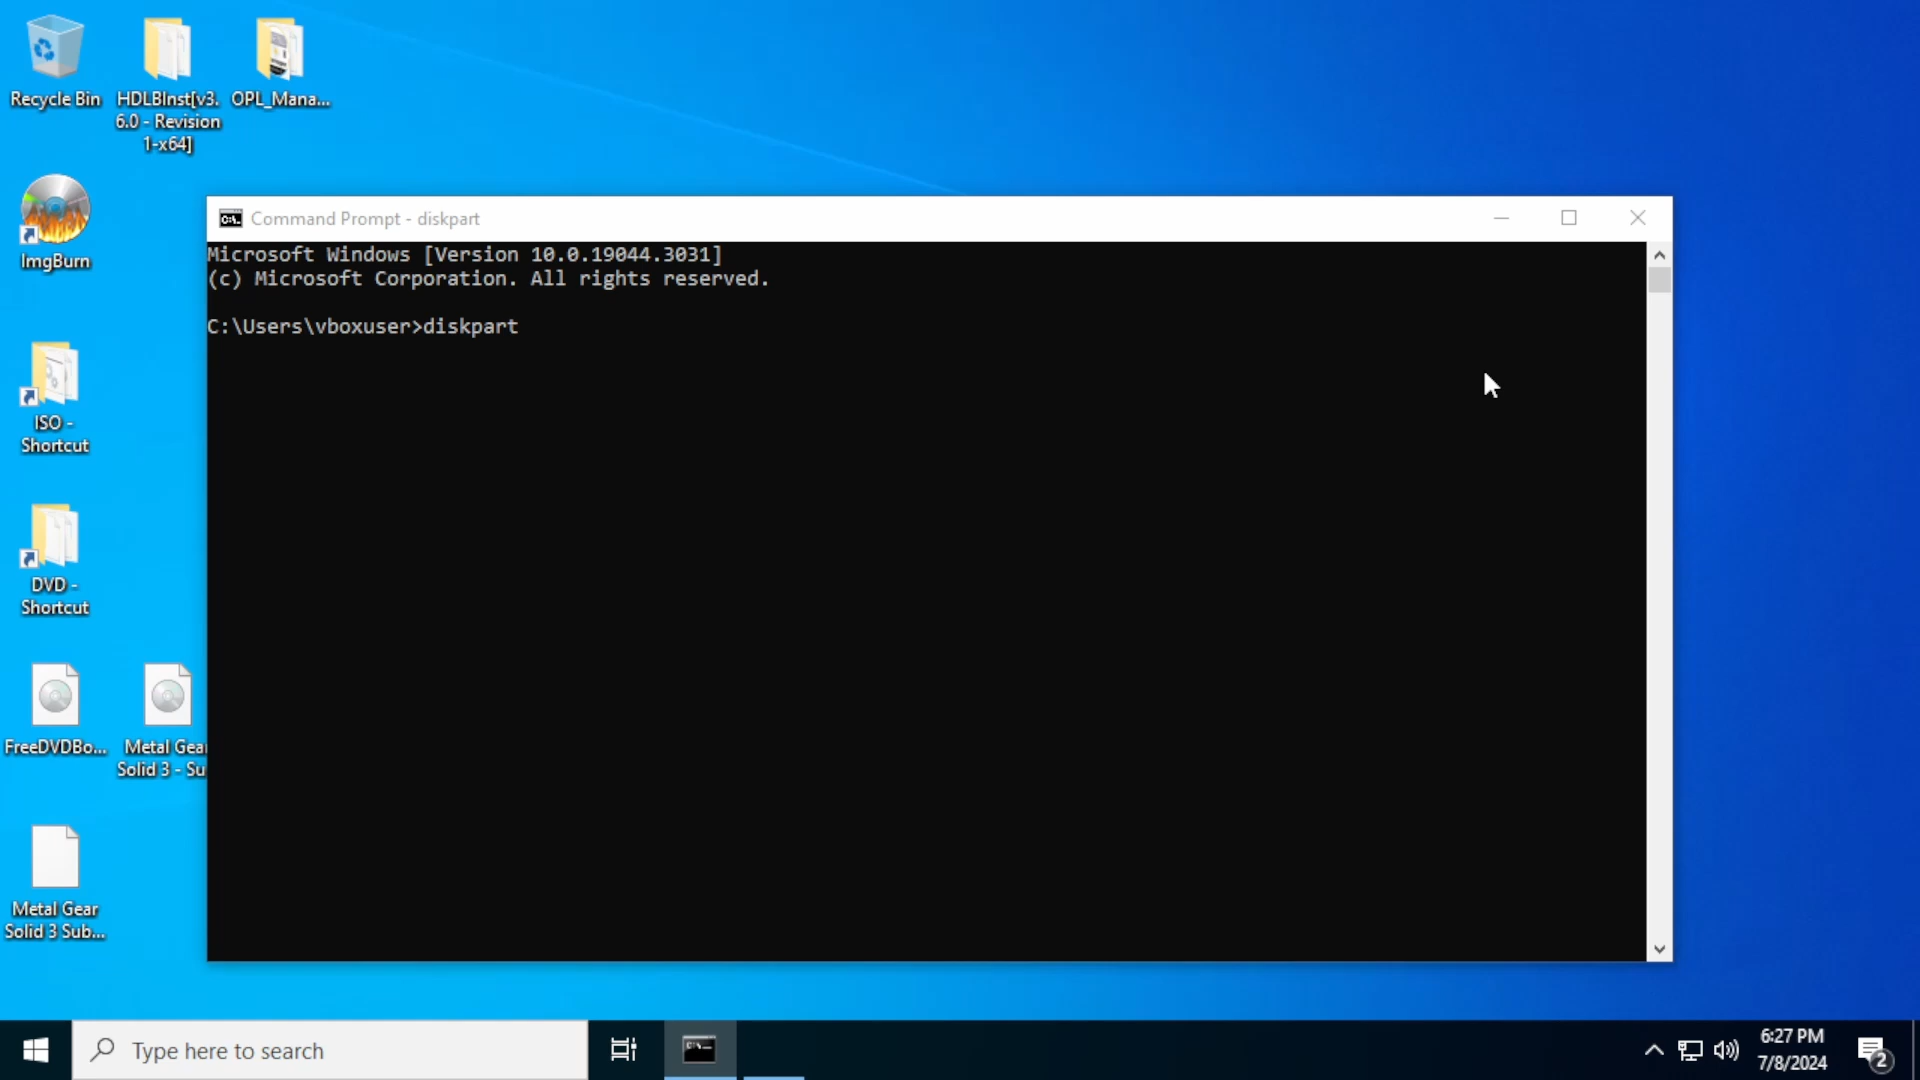 Recycle Bin
HDLBInst[v3.
6.0 - Revision
1-x64]
OPL_Mana...
ImgBurn
ISO -
Shortcut
DVD -
Shortcut
FreeDVDBo...
Metal Gear
Solid 3 - Su
Metal Gear
Solid 3 Sub...
Command Prompt - diskpart
Microsoft Windows [Version 10.0.19044.3031]
(c) Microsoft Corporation. All rights reserved.
C:\Users\vboxuser>diskpart
Type here to search
6:27 PM
7/8/2024
2